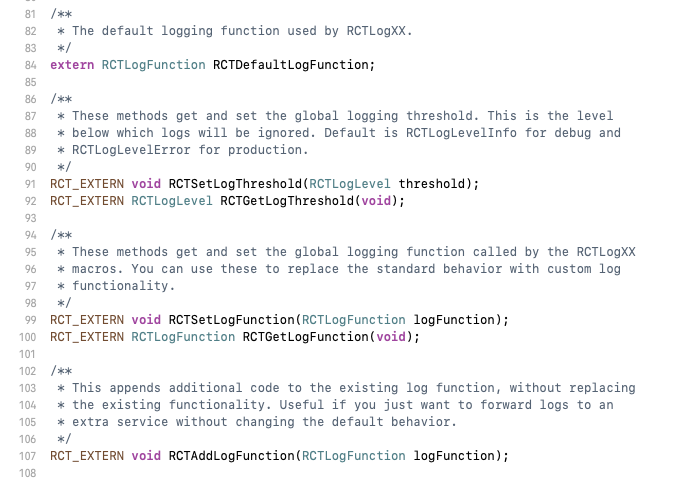 81 /**
82  * The default logging function used by RCTLogXX.
83  */
84 extern RCTLogFunction RCTDefaultLogFunction;
85
86 /**
87  * These methods get and set the global logging threshold. This is the level
88  * below which logs will be ignored. Default is RCTLogLevelInfo for debug and
89  * RCTLogLevelError for production.
90  */
91 RCT_EXTERN void RCTSetLogThreshold(RCTLogLevel threshold);
92 RCT_EXTERN RCTLogLevel RCTGetLogThreshold(void);
93
94 /**
95  * These methods get and set the global logging function called by the RCTLogXX
96  * macros. You can use these to replace the standard behavior with custom log
97  * functionality.
98  */
99 RCT_EXTERN void RCTSetLogFunction(RCTLogFunction logFunction);
100 RCT_EXTERN RCTLogFunction RCTGetLogFunction(void);
101
102 /**
103  * This appends additional code to the existing log function, without replacing
104  * the existing functionality. Useful if you just want to forward logs to an
105  * extra service without changing the default behavior.
106  */
107 RCT_EXTERN void RCTAddLogFunction(RCTLogFunction logFunction);
108